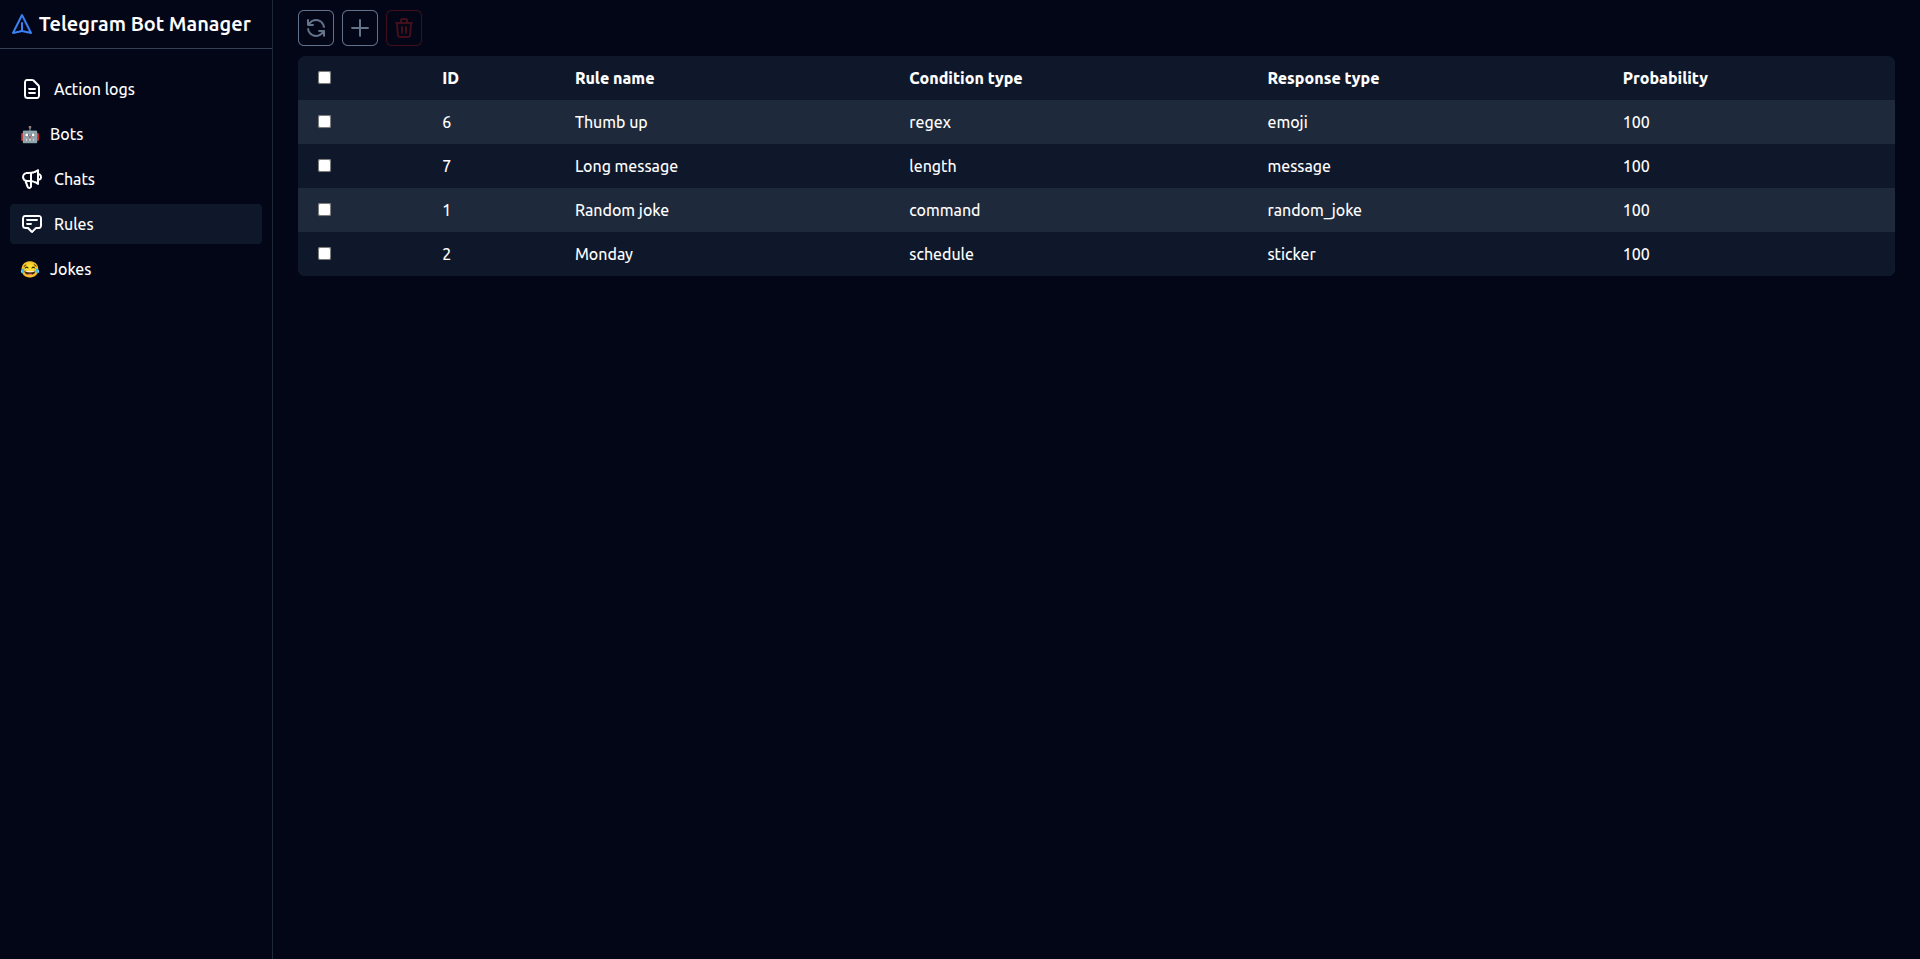 Telegram Bot Manager
Action logs
Bots
Chats
Rules
Jokes
ID Rule name Condition type Response type Probability
6 Thumb up regex emoji 100
7 Long message length message 100
1 Random joke command random_joke 100
2 Monday schedule sticker 100